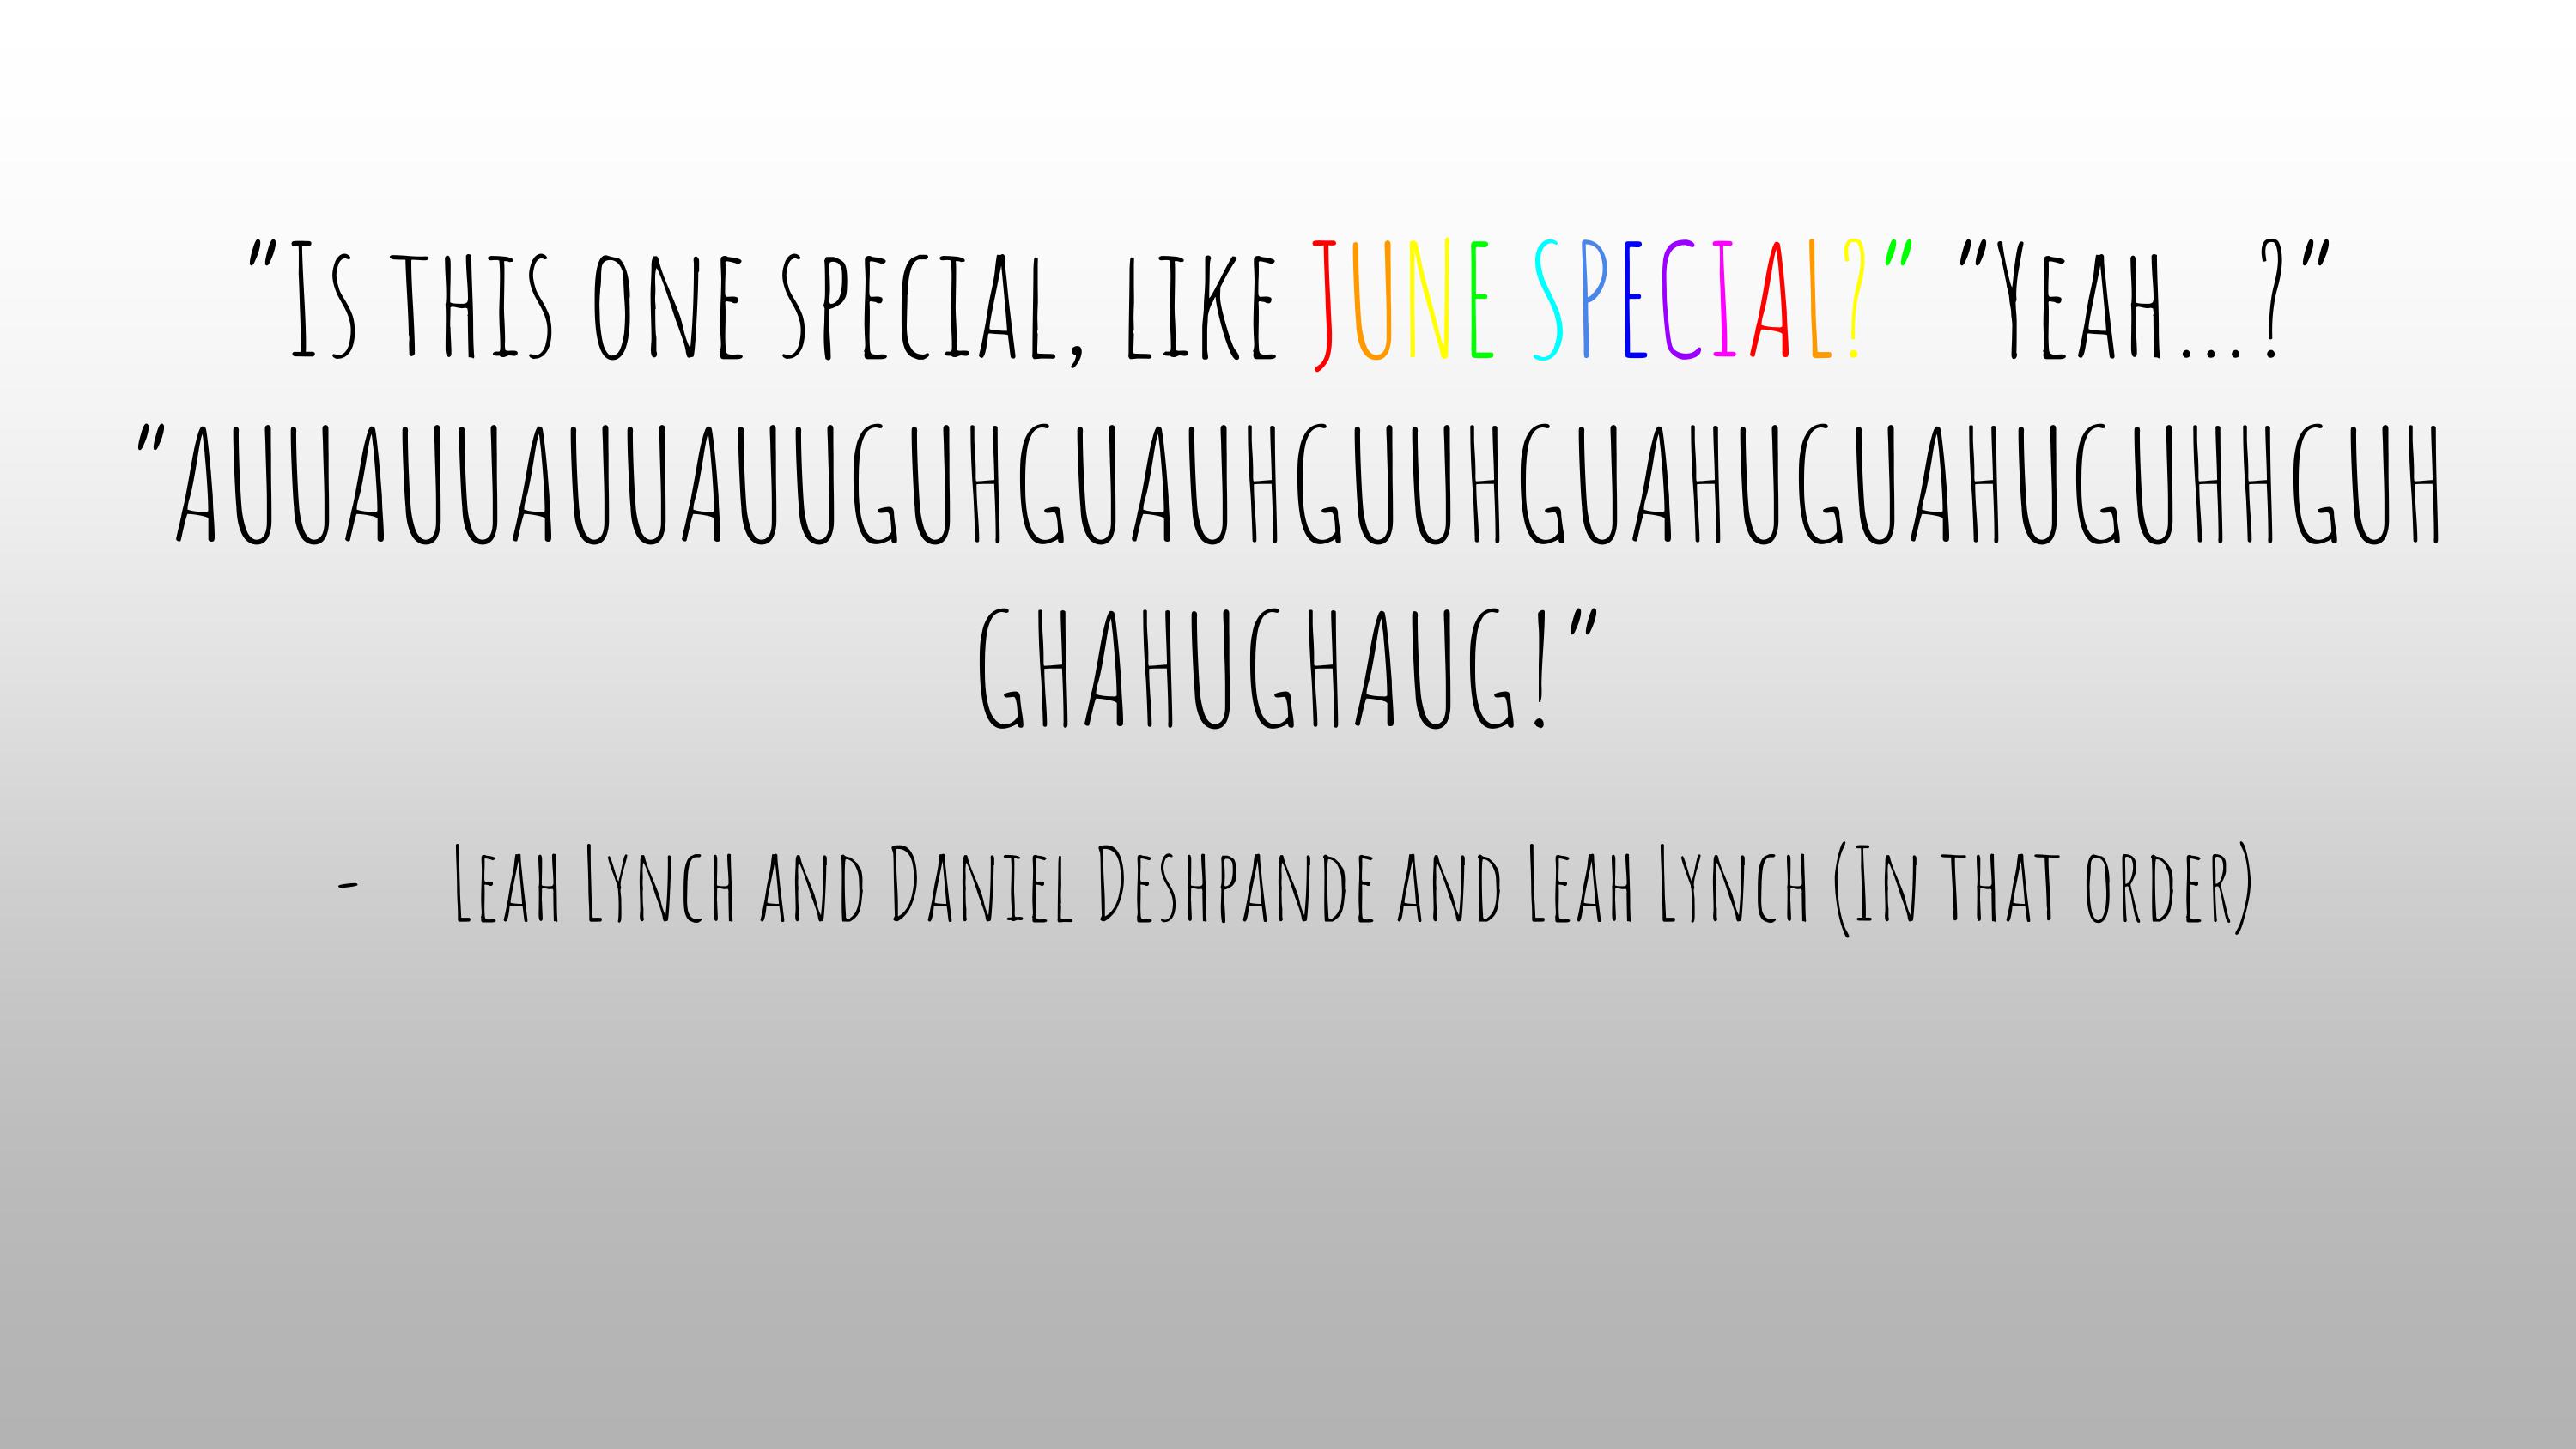 "Is this one special, like June Special?" "Yeah...?"
"AUUAUUAUUAUUGUHGUAUHGUUHGUAHUGUAHUGUHHGUH
GHAHUGHAUG!"
- Leah Lynch and Daniel Deshpande and Leah Lynch (In that order)